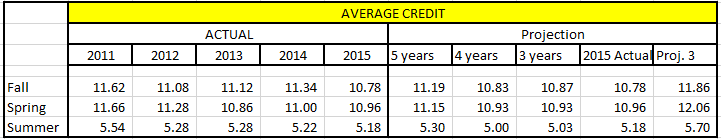 AVERAGE CREDIT
ACTUAL Projection
2011 2012 2013 2014 2015 5 years 4 years 3 years 2015 Actual Proj. 3
Fall 11.62 11.08 11.12 11.34 10.78 11.19 10.83 10.87 10.78 11.86
Spring 11.66 11.28 10.86 11.00 10.96 11.15 10.93 10.93 10.96 12.06
Summer 5.54 5.28 5.28 5.22 5.18 5.30 5.00 5.03 5.18 5.70